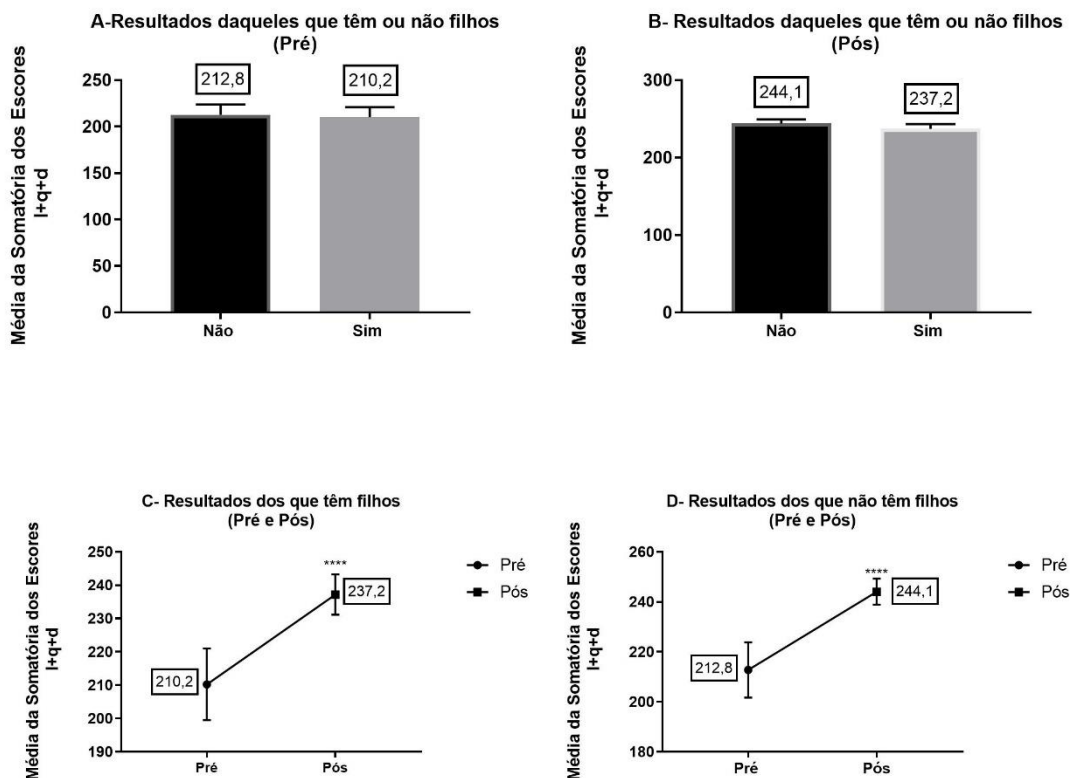 A-Resultados daqueles que têm ou não filhos
(Pré)
Média da Somatória dos Escores
I+q+d
250
200
150
100
50
0
212,8
210,2
Não
Sim
B- Resultados daqueles que têm ou não filhos
(Pós)
Média da Somatória dos Escores
I+q+d
300
200
100
0
244,1
237,2
Não
Sim
C- Resultados dos que têm filhos
(Pré e Pós)
Média da Somatória dos Escores
I+q+d
250
240
230
220
210
200
190
210,2
****
237,2
Pré
Pós
Pré
Pós
D- Resultados dos que não têm filhos
(Pré e Pós)
Média da Somatória dos Escores
I+q+d
260
240
220
200
180
212,8
****
244,1
Pré
Pós
Pré
Pós